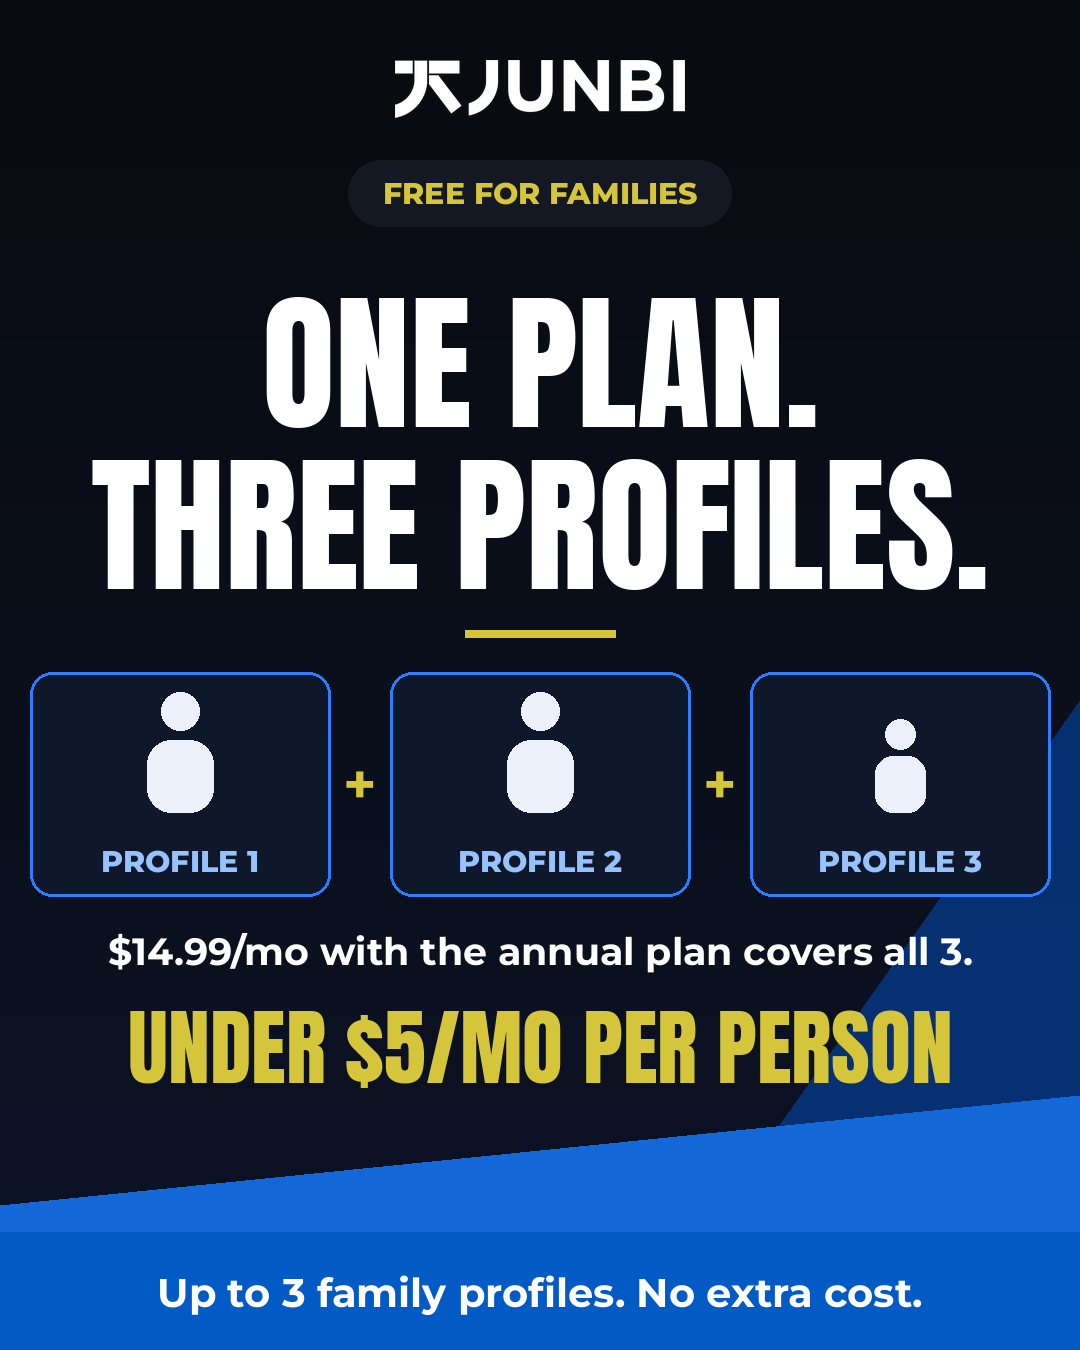 JUNBI
FREE FOR FAMILIES
ONE PLAN.
THREE PROFILES.
PROFILE 1 + PROFILE 2 + PROFILE 3
$14.99/mo with the annual plan covers all 3.
UNDER $5/MO PER PERSON
Up to 3 family profiles. No extra cost.